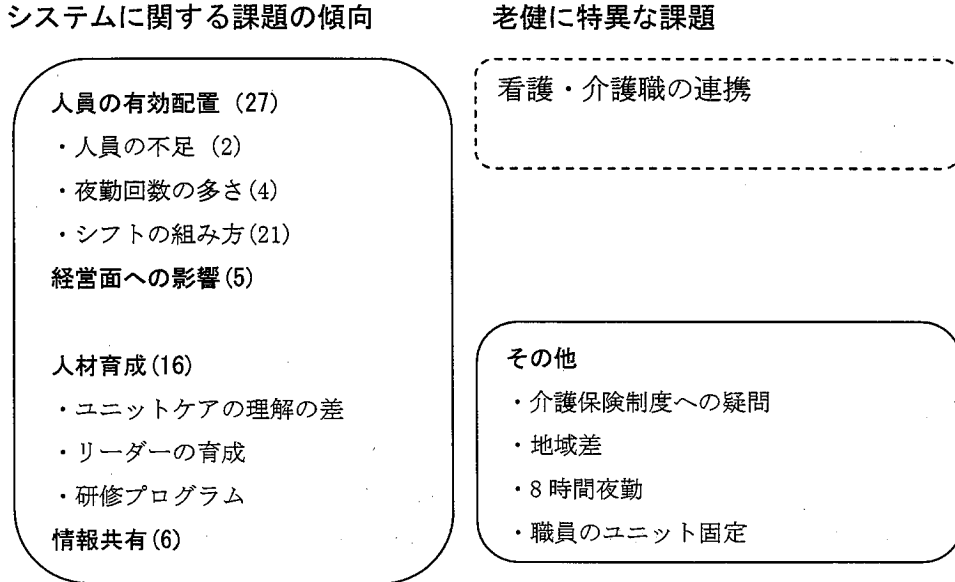 システムに関する課題の傾向
人員の有効配置 (27)
・人員の不足 (2)
・夜勤回数の多さ(4)
・シフトの組み方(21)
経営面への影響(5)
人材育成(16)
・ユニットケアの理解の差
・リーダーの育成
・研修プログラム
情報共有(6)
老健に特異な課題
看護・介護職の連携
その他
・介護保険制度への疑問
・地域差
・8時間夜勤
・職員のユニット固定